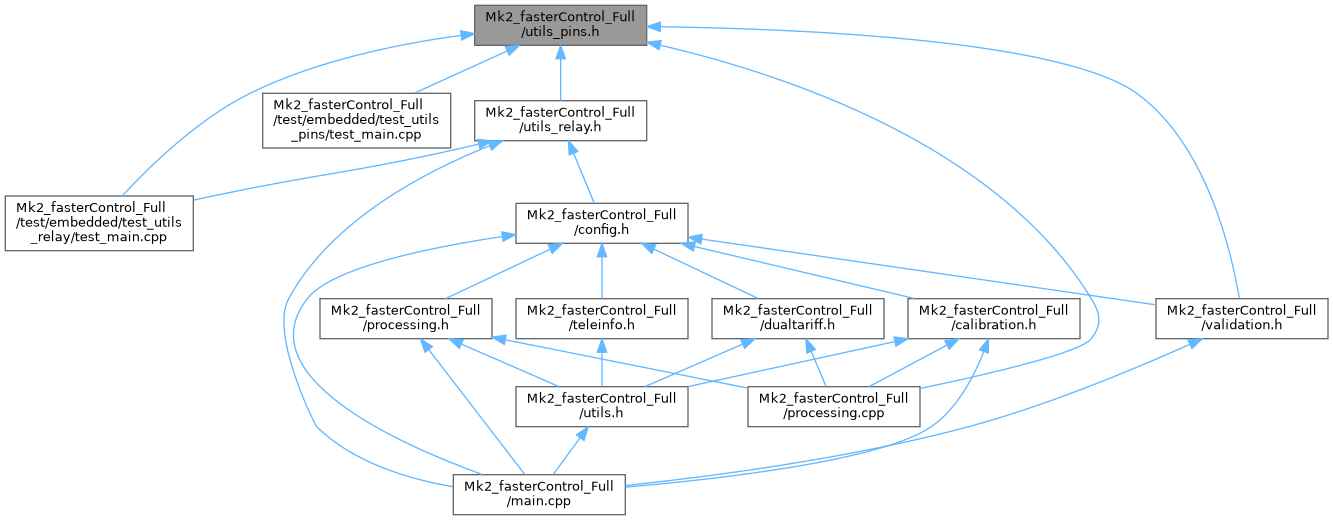 Mk2_fasterControl_Full
/utils_pins.h
Mk2_fasterControl_Full
/test/embedded/test_utils
_pins/test_main.cpp
Mk2_fasterControl_Full
/utils_relay.h
Mk2_fasterControl_Full
/test/embedded/test_utils
_relay/test_main.cpp
Mk2_fasterControl_Full
/config.h
Mk2_fasterControl_Full
/processing.h
Mk2_fasterControl_Full
/teleinfo.h
Mk2_fasterControl_Full
/dualtariff.h
Mk2_fasterControl_Full
/calibration.h
Mk2_fasterControl_Full
/validation.h
Mk2_fasterControl_Full
/utils.h
Mk2_fasterControl_Full
/processing.cpp
Mk2_fasterControl_Full
/main.cpp